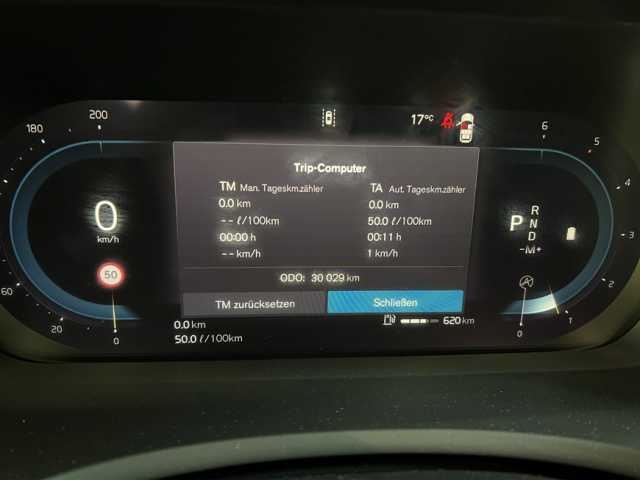 200
180
60
20
0
0
km/h
50
17°C
Trip-Computer
TM Man. Tageskm.zähler
0.0 km
-- ℓ/100km
00:00 h
-- km/h
TA Aut. Tageskm.zähler
0.0 km
50.0 ℓ/100km
00:11 h
1 km/h
ODO: 30 029 km
TM zurücksetzen
Schließen
0.0 km
50.0 ℓ/100km
620 km
P
R
N
D
-M+
A
6
5
4
3
2
1
0